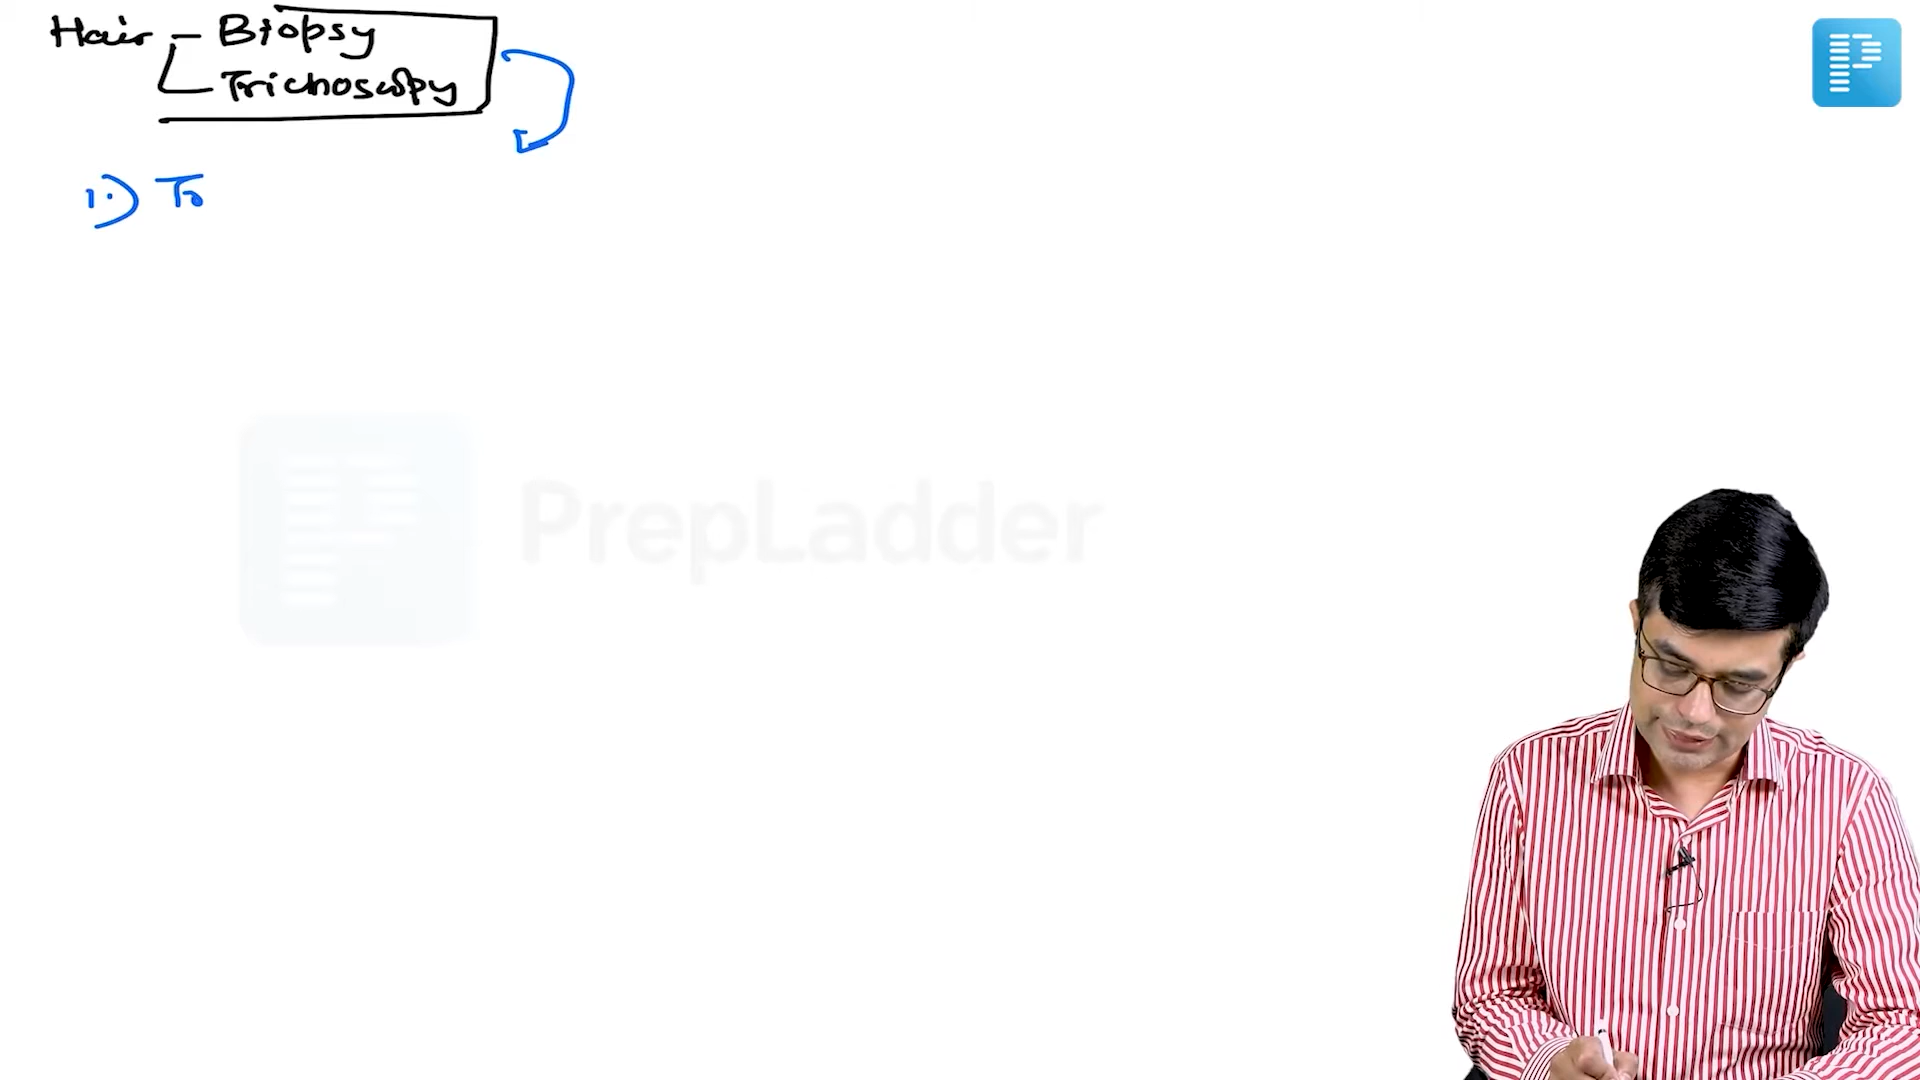 Hair – Biopsy
Trichoscopy
1.) To
PrepLadder